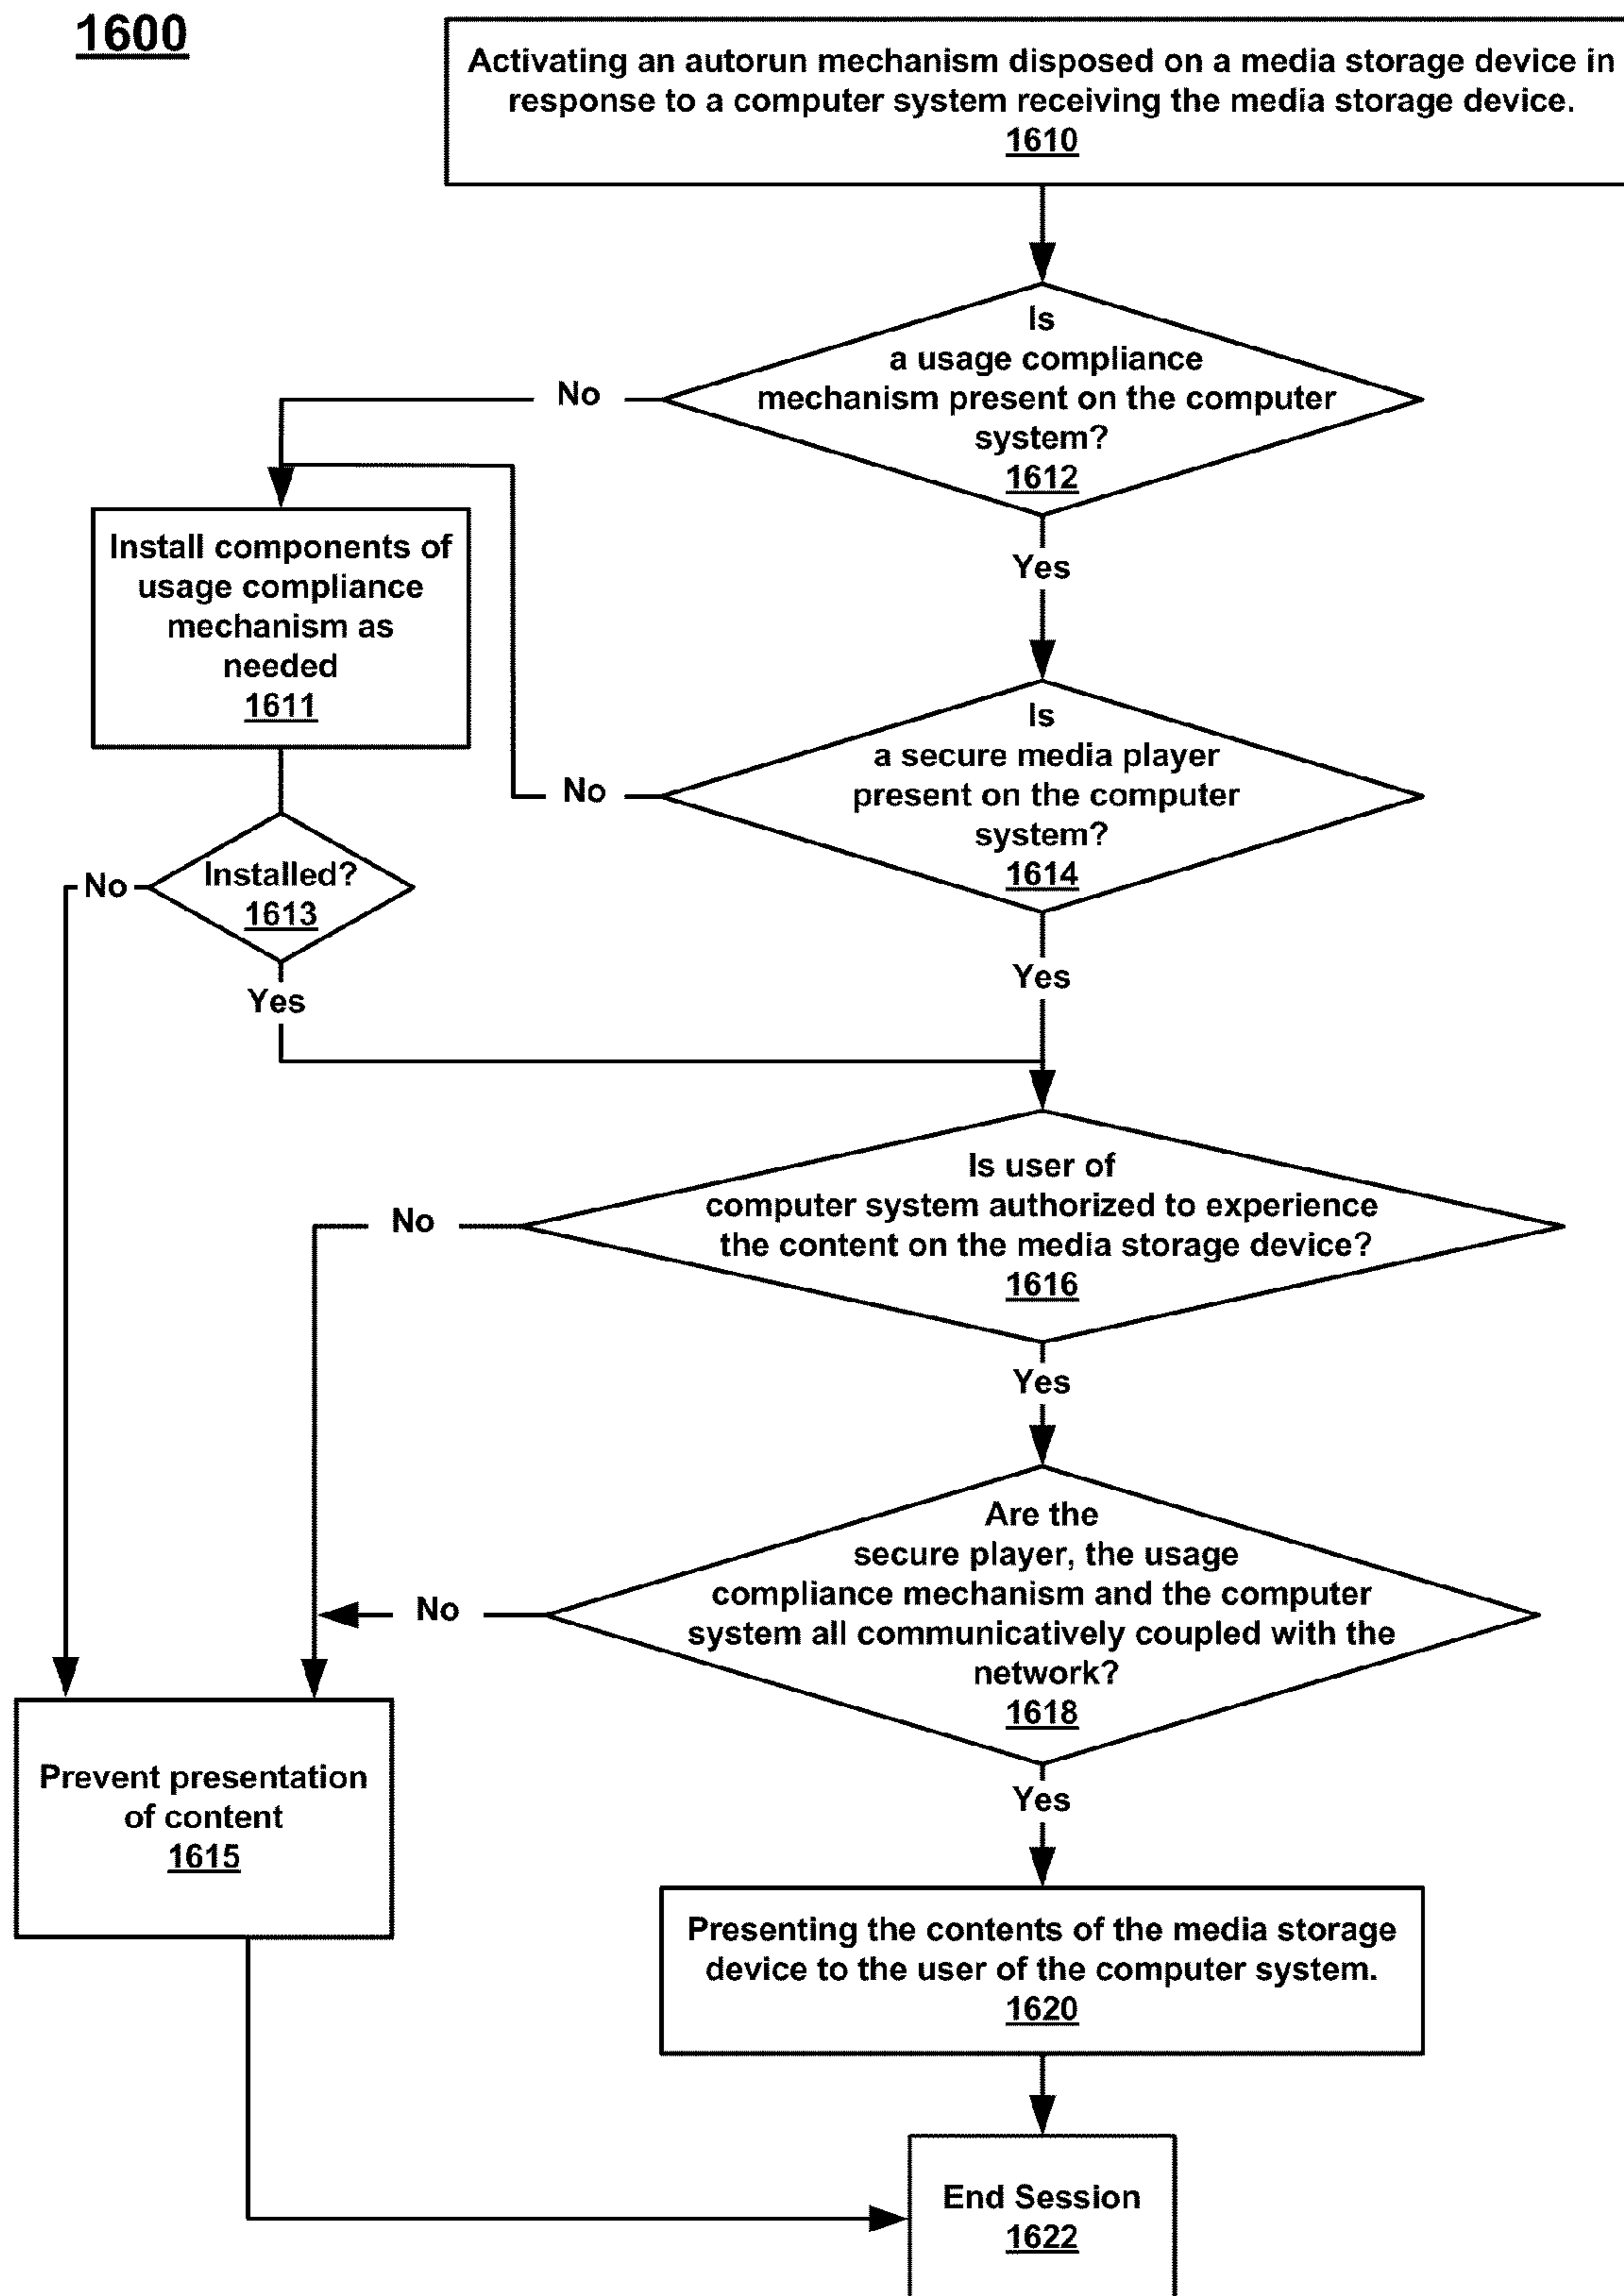 1600
Activating an autorun mechanism disposed on a media storage device in
response to a computer system receiving the media storage device.
1610
Is
a usage compliance
mechanism present on the computer
system?
1612
No
Yes
Install components of
usage compliance
mechanism as
needed
1611
Is
a secure media player
present on the computer
system?
1614
No
Yes
Installed?
1613
No
Yes
Is user of
computer system authorized to experience
the content on the media storage device?
1616
No
Yes
Are the
secure player, the usage
compliance mechanism and the computer
system all communicatively coupled with the
network?
1618
No
Yes
Prevent presentation
of content
1615
Presenting the contents of the media storage
device to the user of the computer system.
1620
End Session
1622